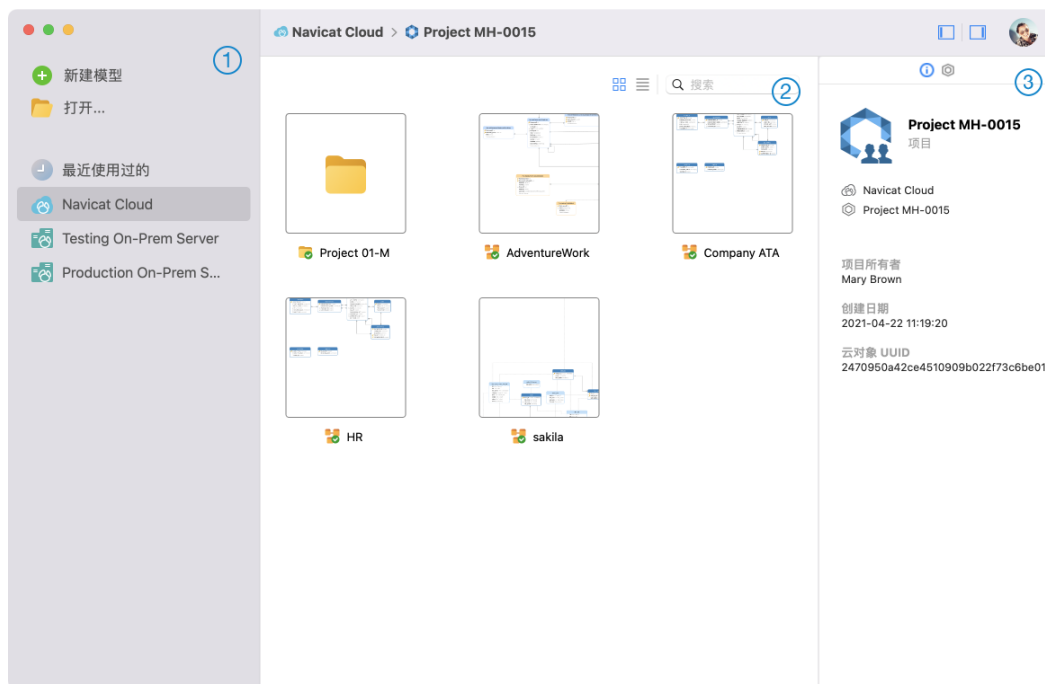 Navicat Cloud > Project MH-0015
1
新建模型
打开...
最近使用过的
Navicat Cloud
Testing On-Prem Server
Production On-Prem S...
搜索
2
Project 01-M
AdventureWork
Company ATA
HR
sakila
3
Project MH-0015
项目
Navicat Cloud
Project MH-0015
项目所有者
Mary Brown
创建日期
2021-04-22 11:19:20
云对象 UUID
2470950a42ce4510909b022f73c6be01